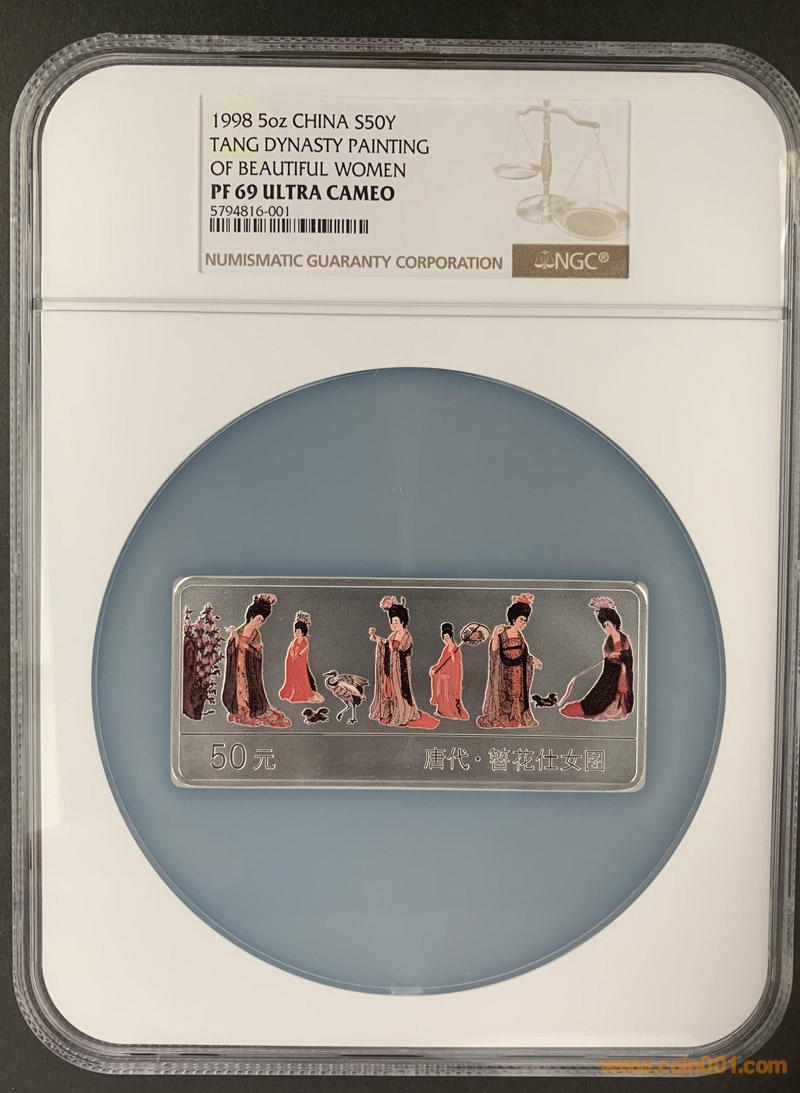 1998 5oz CHINA S50Y
TANG DYNASTY PAINTING
OF BEAUTIFUL WOMEN
PF 69 ULTRA CAMEO
5794816-001
NUMISMATIC GUARANTY CORPORATION
NGC®
50元
唐代·簪花仕女图
www.coin001.com